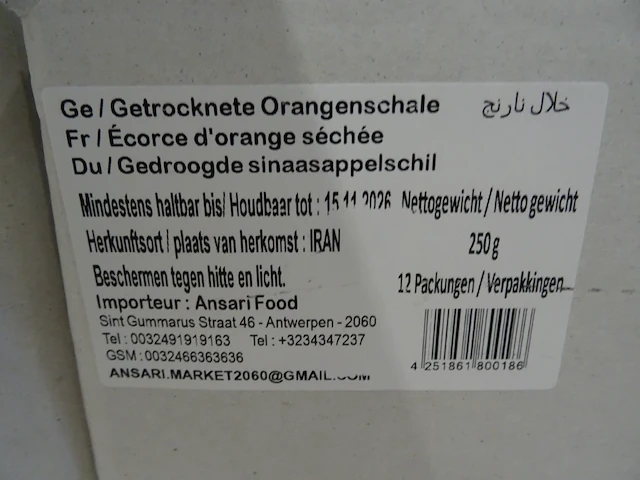 Ge / Getrocknete Orangenschale خلال نارنج
Fr / Écorce d'orange séchée
Du / Gedroogde sinaasappelschil
Mindestens haltbar bis/ Houdbaar tot : 15.11.2026 Nettogewicht / Netto gewicht
Herkunftsort / plaats van herkomst : IRAN 250 g
Beschermen tegen hitte en licht. 12 Packungen / Verpakkingen
Importeur : Ansari Food
Sint Gummarus Straat 46 - Antwerpen - 2060
Tel : 0032491919163 Tel : +3234347237
GSM : 0032466363636
ANSARI.MARKET2060@GMAIL.COM
4 251861 800186